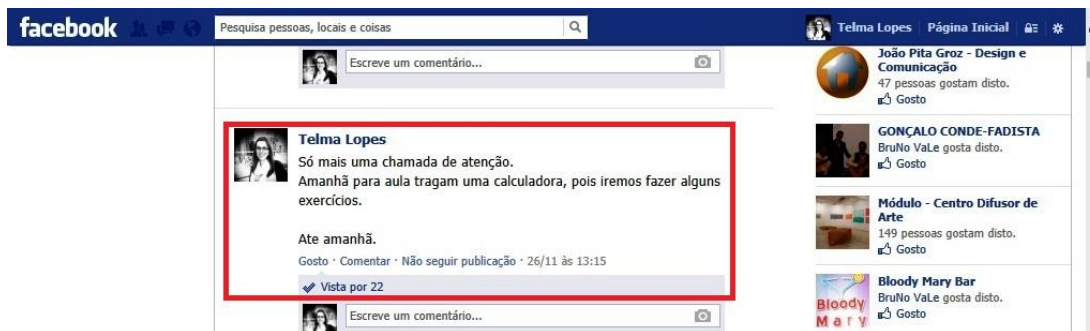 facebook
Pesquisa pessoas, locais e coisas
Telma Lopes
Página Inicial
Escreve um comentário...
Telma Lopes
Só mais uma chamada de atenção.
Amanhã para aula tragam uma calculadora, pois iremos fazer alguns
exercícios.
Ate amanhã.
Gosto · Comentar · Não seguir publicação · 26/11 às 13:15
Vista por 22
Escreve um comentário...
João Pita Groz - Design e
Comunicação
47 pessoas gostam disto.
Gosto
GONÇALO CONDE-FADISTA
BruNo VaLe gosta disto.
Gosto
Módulo - Centro Difusor de
Arte
149 pessoas gostam disto.
Gosto
Bloody Mary Bar
BruNo VaLe gosta disto.
Gosto
Bloody
Mary